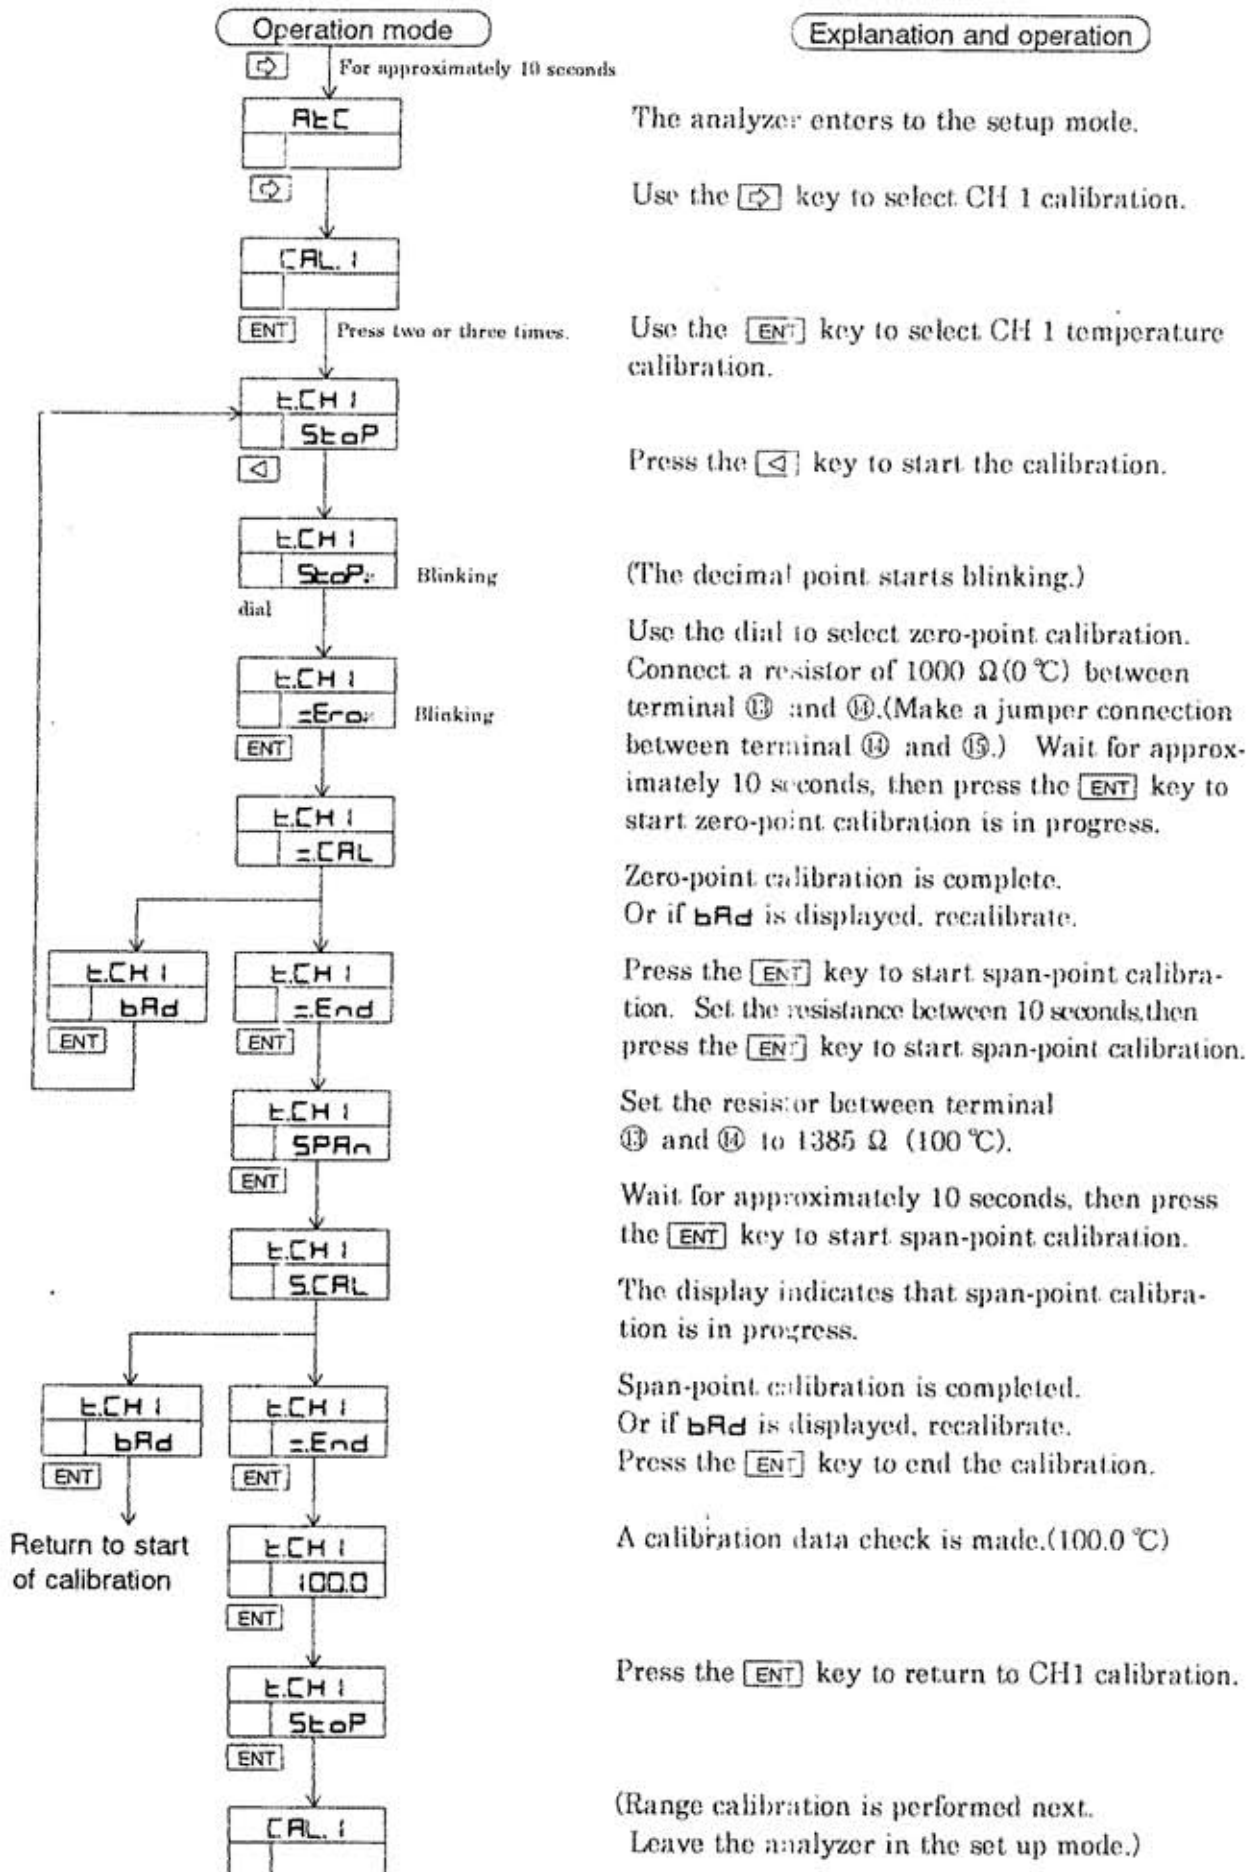 Operation mode
Explanation and operation
⇨ For approximately 10 seconds
AtC
The analyzer enters to the setup mode.
⇨
Use the ⇨ key to select CH 1 calibration.
CAL. 1
ENT Press two or three times.
Use the ENT key to select CH 1 temperature
calibration.
t.CH 1
StoP
◁
Press the ◁ key to start the calibration.
t.CH 1
StoP. Blinking
(The decimal point starts blinking.)
dial
Use the dial to select zero-point calibration.
Connect a resistor of 1000 Ω (0 ℃) between
terminal ⑬ and ⑭.(Make a jumper connection
between terminal ⑭ and ⑮.) Wait for approx-
imately 10 seconds, then press the ENT key to
start zero-point calibration is in progress.
t.CH 1
=Ero. Blinking
ENT
t.CH 1
=.CAL
Zero-point calibration is complete.
Or if bAd is displayed, recalibrate.
t.CH 1
bAd
ENT
t.CH 1
=.End
ENT
Press the ENT key to start span-point calibra-
tion. Set the resistance between 10 seconds,then
press the ENT key to start span-point calibration.
t.CH 1
SPAn
ENT
Set the resistor between terminal
⑬ and ⑭ to 1385 Ω (100 ℃).
Wait for approximately 10 seconds, then press
the ENT key to start span-point calibration.
t.CH 1
S.CAL
The display indicates that span-point calibra-
tion is in progress.
t.CH 1
bAd
ENT
Return to start
of calibration
t.CH 1
=.End
ENT
Span-point calibration is completed.
Or if bAd is displayed, recalibrate.
Press the ENT key to end the calibration.
t.CH 1
100.0
ENT
A calibration data check is made.(100.0 ℃)
t.CH 1
StoP
ENT
Press the ENT key to return to CH1 calibration.
CAL. 1
(Range calibration is performed next.
Leave the analyzer in the set up mode.)